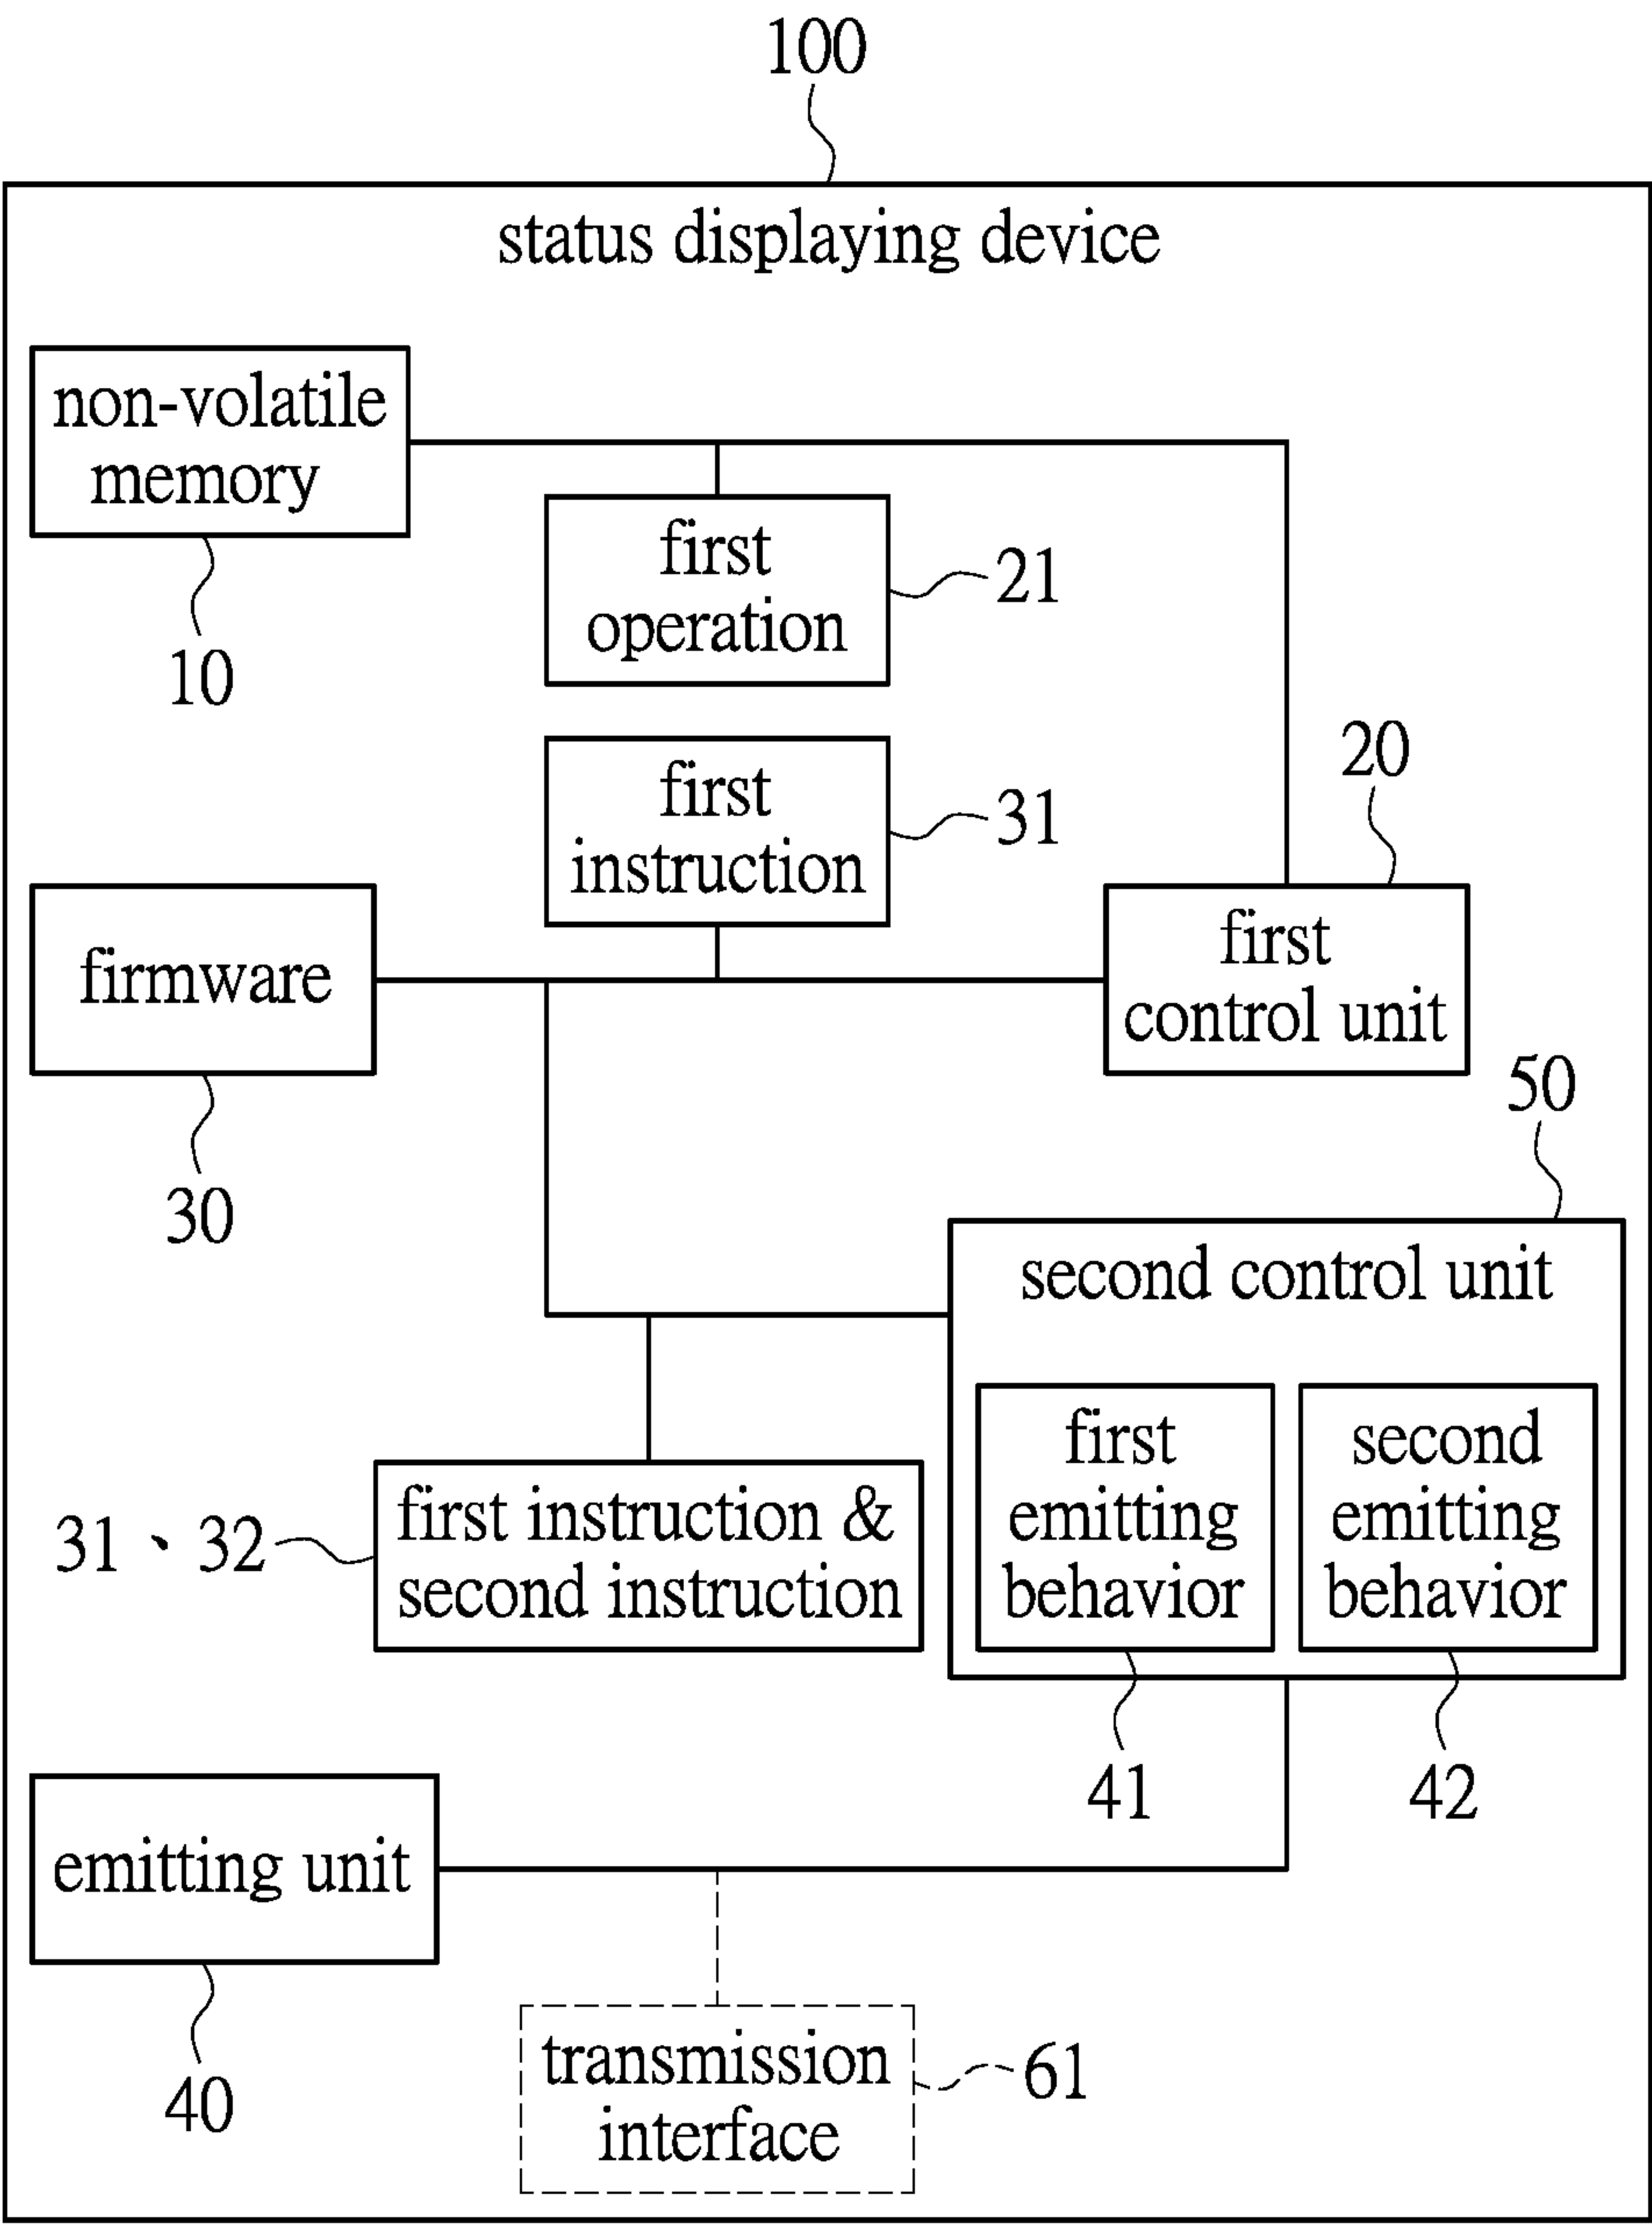 100
status displaying device
non-volatile
memory
10
first
operation
21
first
instruction
31
20
firmware
30
first
control unit
50
second control unit
first
emitting
behavior
second
emitting
behavior
31、32
first instruction &
second instruction
41
42
emitting unit
40
transmission
interface
61